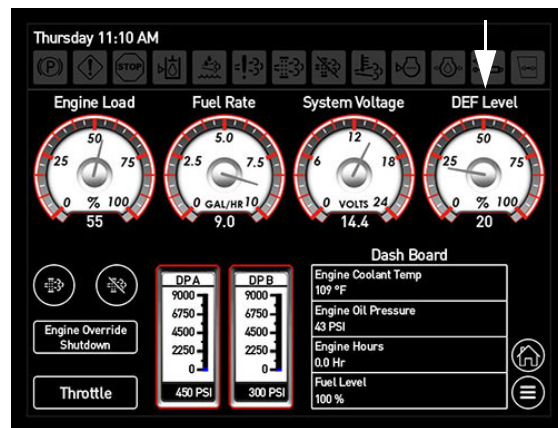 Thursday 11:10 AM
(P) STOP
Engine Load Fuel Rate System Voltage DEF Level
50 5.0 12 50
25 75 2.5 7.5 6 18 25 75
0 % 100 0 GAL/HR 10 0 VOLTS 24 0 % 100
55 9.0 14.4 20
Dash Board
DP A DP B
9000 9000
6750 6750
4500 4500
2250 2250
0 0
450 PSI 300 PSI
Engine Coolant Temp
109 °F
Engine Oil Pressure
43 PSI
Engine Hours
0.0 Hr
Fuel Level
100 %
Engine Override
Shutdown
Throttle